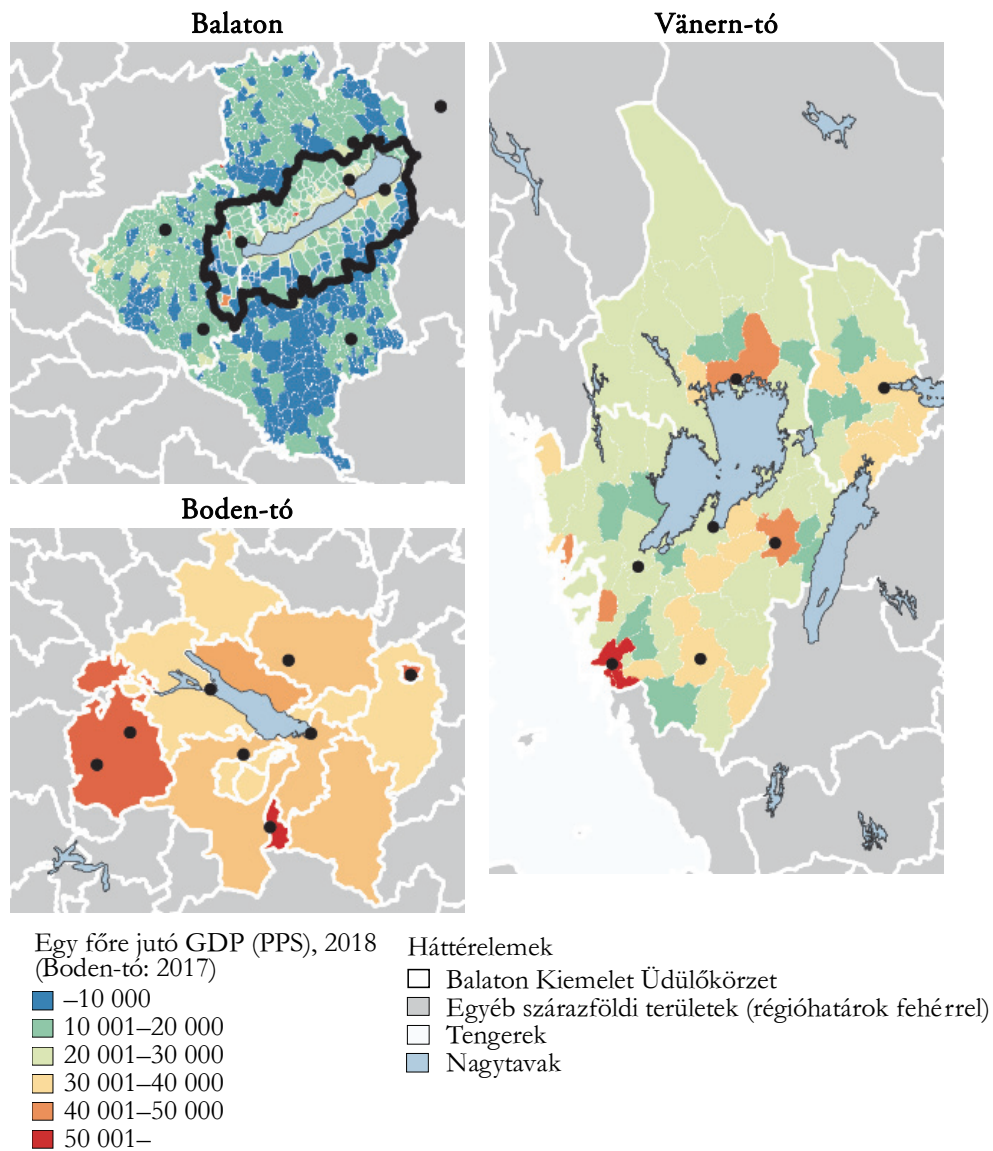 Balaton
Vänern-tó
Boden-tó
Egy főre jutó GDP (PPS), 2018
(Boden-tó: 2017)
–10 000
10 001–20 000
20 001–30 000
30 001–40 000
40 001–50 000
50 001–
Háttérelemek
Balaton Kiemelet Üdülőkörzet
Egyéb szárazföldi területek (régióhatárok fehérrel)
Tengerek
Nagytavak